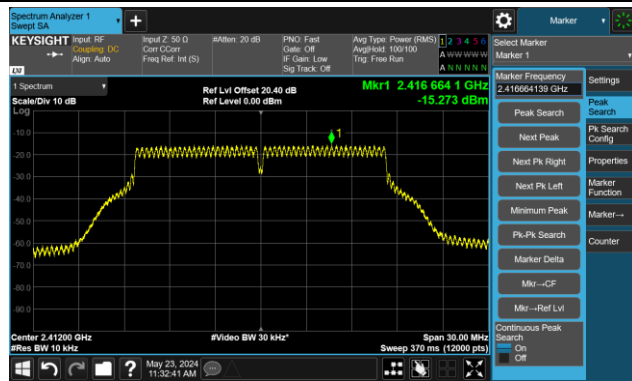 Spectrum Analyzer 1
Swept SA
Marker
KEYSIGHT
Input: RF
Coupling: DC
Align: Auto
Input Z: 50 Ω
Corr CCorr
Freq Ref: Int (S)
#Atten: 20 dB
PNO: Fast
Gate: Off
IF Gain: Low
Sig Track: Off
Avg Type: Power (RMS)
Avg|Hold: 100/100
Trig: Free Run
1 2 3 4 5 6
A W W W W W
A N N N N N
LXI
Select Marker
Marker 1
1 Spectrum
Scale/Div 10 dB
Log
Ref Lvl Offset 20.40 dB
Ref Level 0.00 dBm
Mkr1 2.416 664 1 GHz
-15.273 dBm
1
-10.0
-20.0
-30.0
-40.0
-50.0
-60.0
-70.0
-80.0
-90.0
Center 2.41200 GHz
#Res BW 10 kHz
#Video BW 30 kHz*
Span 30.00 MHz
Sweep 370 ms (12000 pts)
Marker Frequency
2.416664139 GHz
Peak Search
Next Peak
Next Pk Right
Next Pk Left
Minimum Peak
Pk-Pk Search
Marker Delta
Mkr→CF
Mkr→Ref Lvl
Continuous Peak
Search
On
Off
Settings
Peak
Search
Pk Search
Config
Properties
Marker
Function
Marker→
Counter
?
May 23, 2024
11:32:41 AM